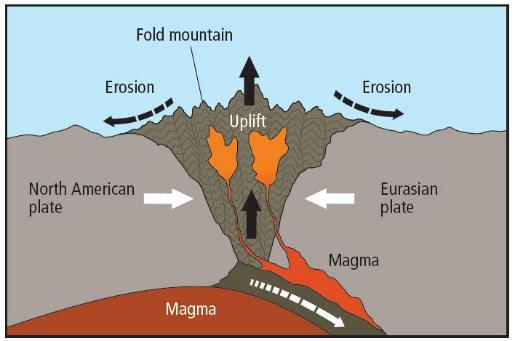 Fold mountain
Erosion
Erosion
Uplift
North American
plate
Eurasian
plate
Magma
Magma